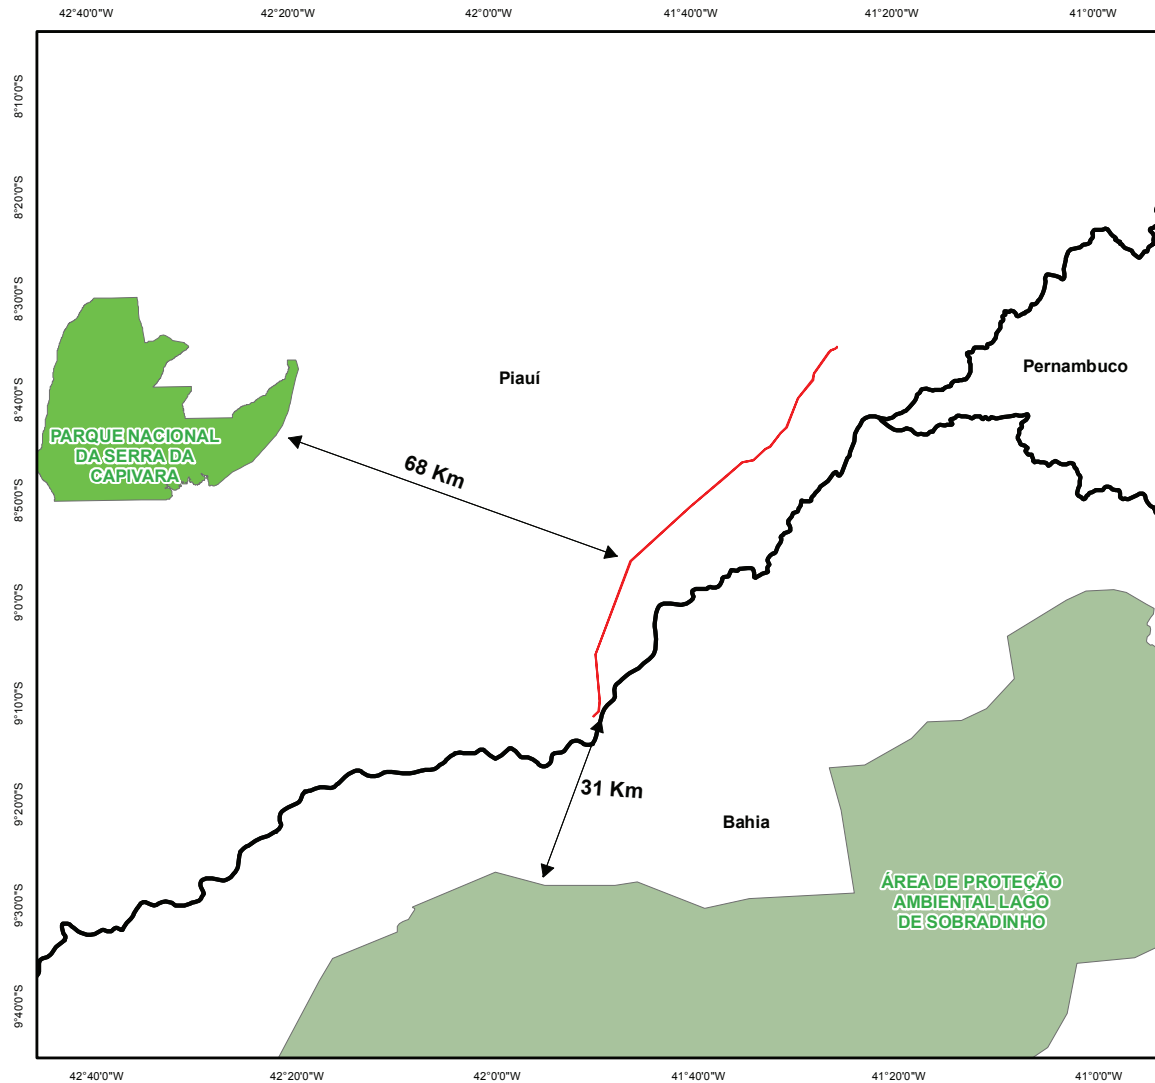 42°40'0"W 42°20'0"W 42°0'0"W 41°40'0"W 41°20'0"W 41°0'0"W
8°10'0"S
8°20'0"S
8°30'0"S
8°40'0"S
8°50'0"S
9°0'0"S
9°10'0"S
9°20'0"S
9°30'0"S
9°40'0"S
Piauí
Pernambuco
PARQUE NACIONAL
DA SERRA DA
CAPIVARA
68 Km
31 Km
Bahia
ÁREA DE PROTEÇÃO
AMBIENTAL LAGO
DE SOBRADINHO
42°40'0"W 42°20'0"W 42°0'0"W 41°40'0"W 41°20'0"W 41°0'0"W